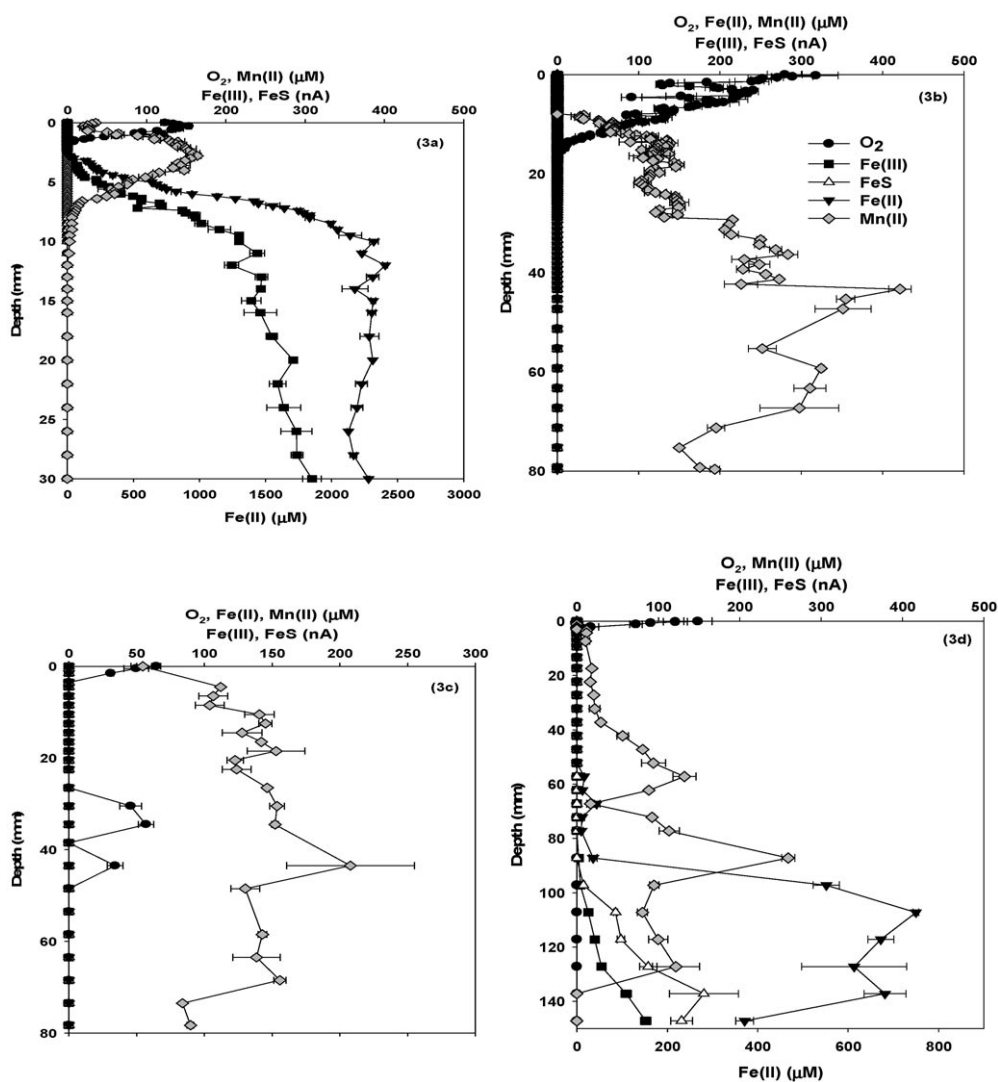 O2, Mn(II) (µM)
Fe(III), FeS (nA)
0 100 200 300 400 500
(3a)
Depth (mm)
0
5
10
15
20
25
30
0 500 1000 1500 2000 2500 3000
Fe(II) (µM)
O2, Fe(II), Mn(II) (µM)
Fe(III), FeS (nA)
0 100 200 300 400 500
(3b)
O2
Fe(III)
FeS
Fe(II)
Mn(II)
Depth (mm)
0
20
40
60
80
O2, Fe(II), Mn(II) (µM)
Fe(III), FeS (nA)
0 50 100 150 200 250 300
(3c)
Depth (mm)
0
20
40
60
80
O2, Mn(II) (µM)
Fe(III), FeS (nA)
0 100 200 300 400 500
(3d)
Depth (mm)
0
20
40
60
80
100
120
140
0 200 400 600 800
Fe(II) (µM)